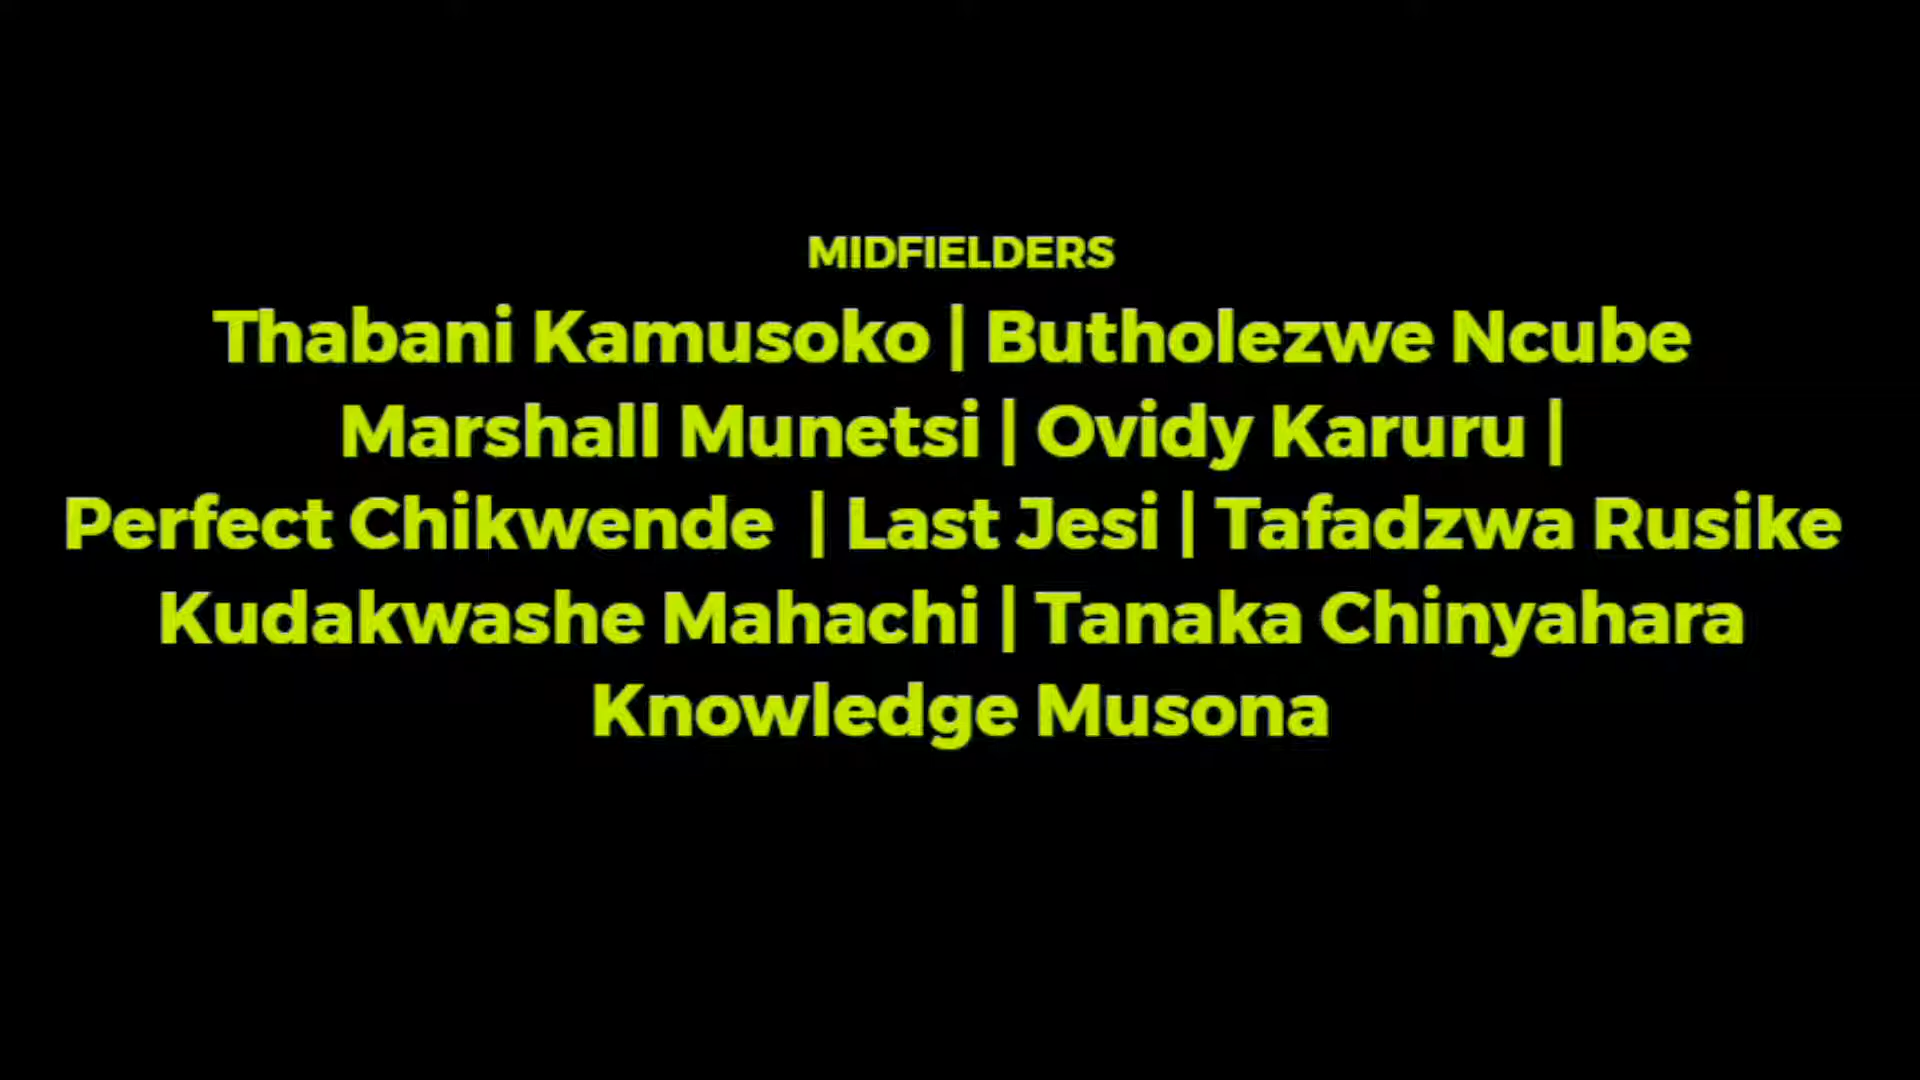 MIDFIELDERS
Thabani Kamusoko | Butholezwe Ncube
Marshall Munetsi | Ovidy Karuru |
Perfect Chikwende | Last Jesi | Tafadzwa Rusike
Kudakwashe Mahachi | Tanaka Chinyahara
Knowledge Musona